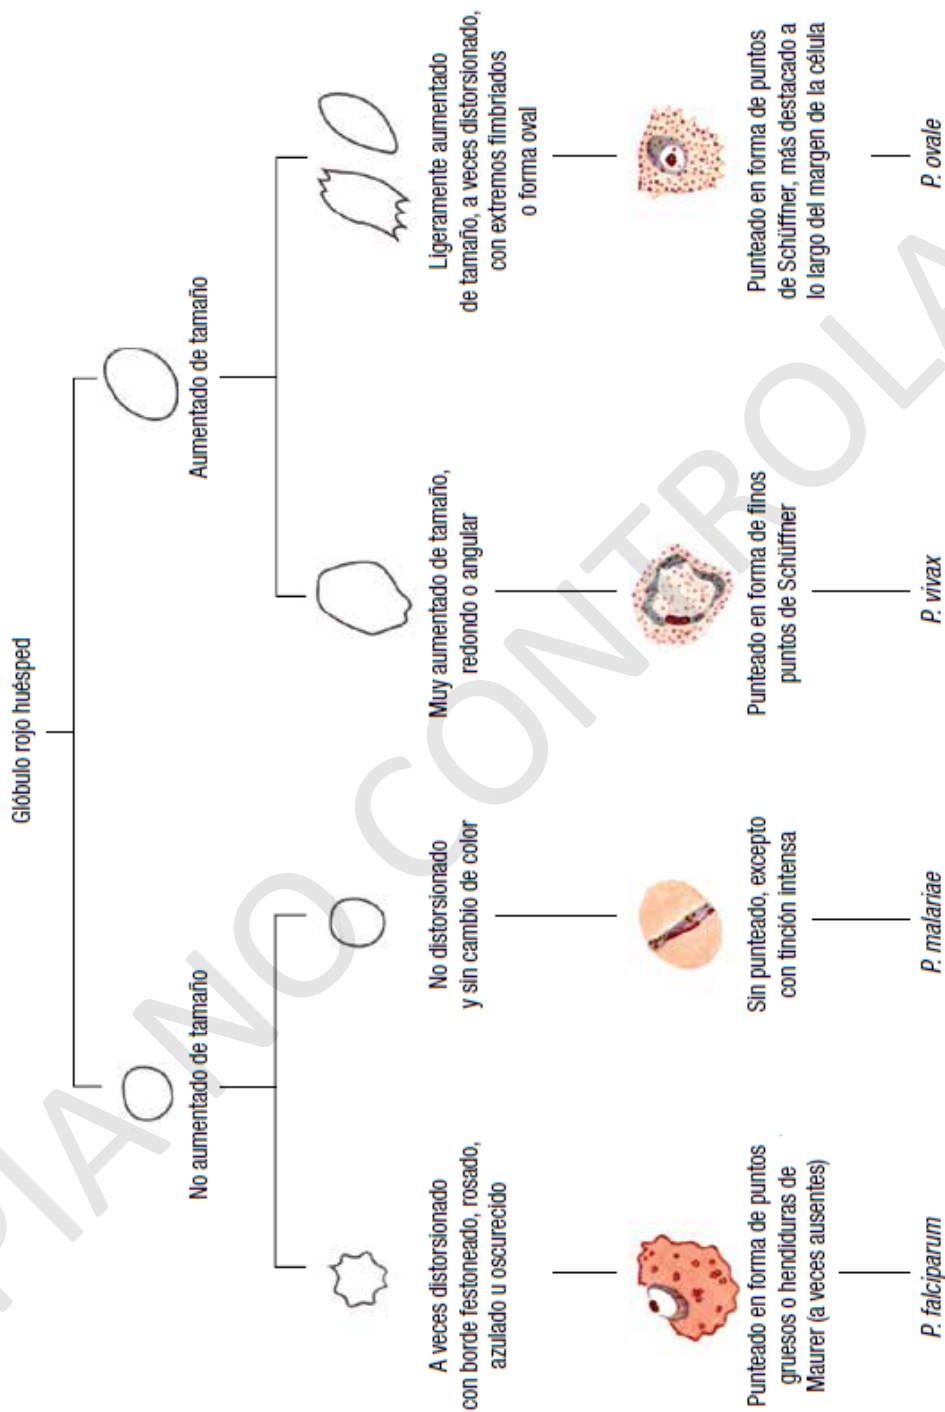 Glóbulo rojo huésped
No aumentado de tamaño
Aumentado de tamaño
A veces distorsionado
con borde festoneado, rosado,
azulado u oscurecido
No distorsionado
y sin cambio de color
Muy aumentado de tamaño,
redondo o angular
Ligeramente aumentado
de tamaño, a veces distorsionado,
con extremos fimbriados
o forma oval
Punteado en forma de puntos
gruesos o hendiduras de
Maurer (a veces ausentes)
Sin punteado, excepto
con tinción intensa
Punteado en forma de finos
puntos de Schüffner
Punteado en forma de puntos
de Schüffner, más destacado a
lo largo del margen de la célula
P. falciparum
P. malariae
P. vivax
P. ovale
PIANO CONTROLA